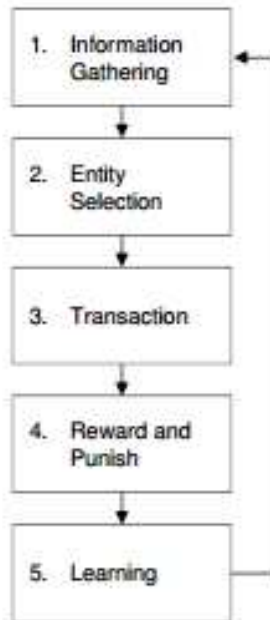 1. Information
Gathering
2. Entity
Selection
3. Transaction
4. Reward and
Punish
5. Learning